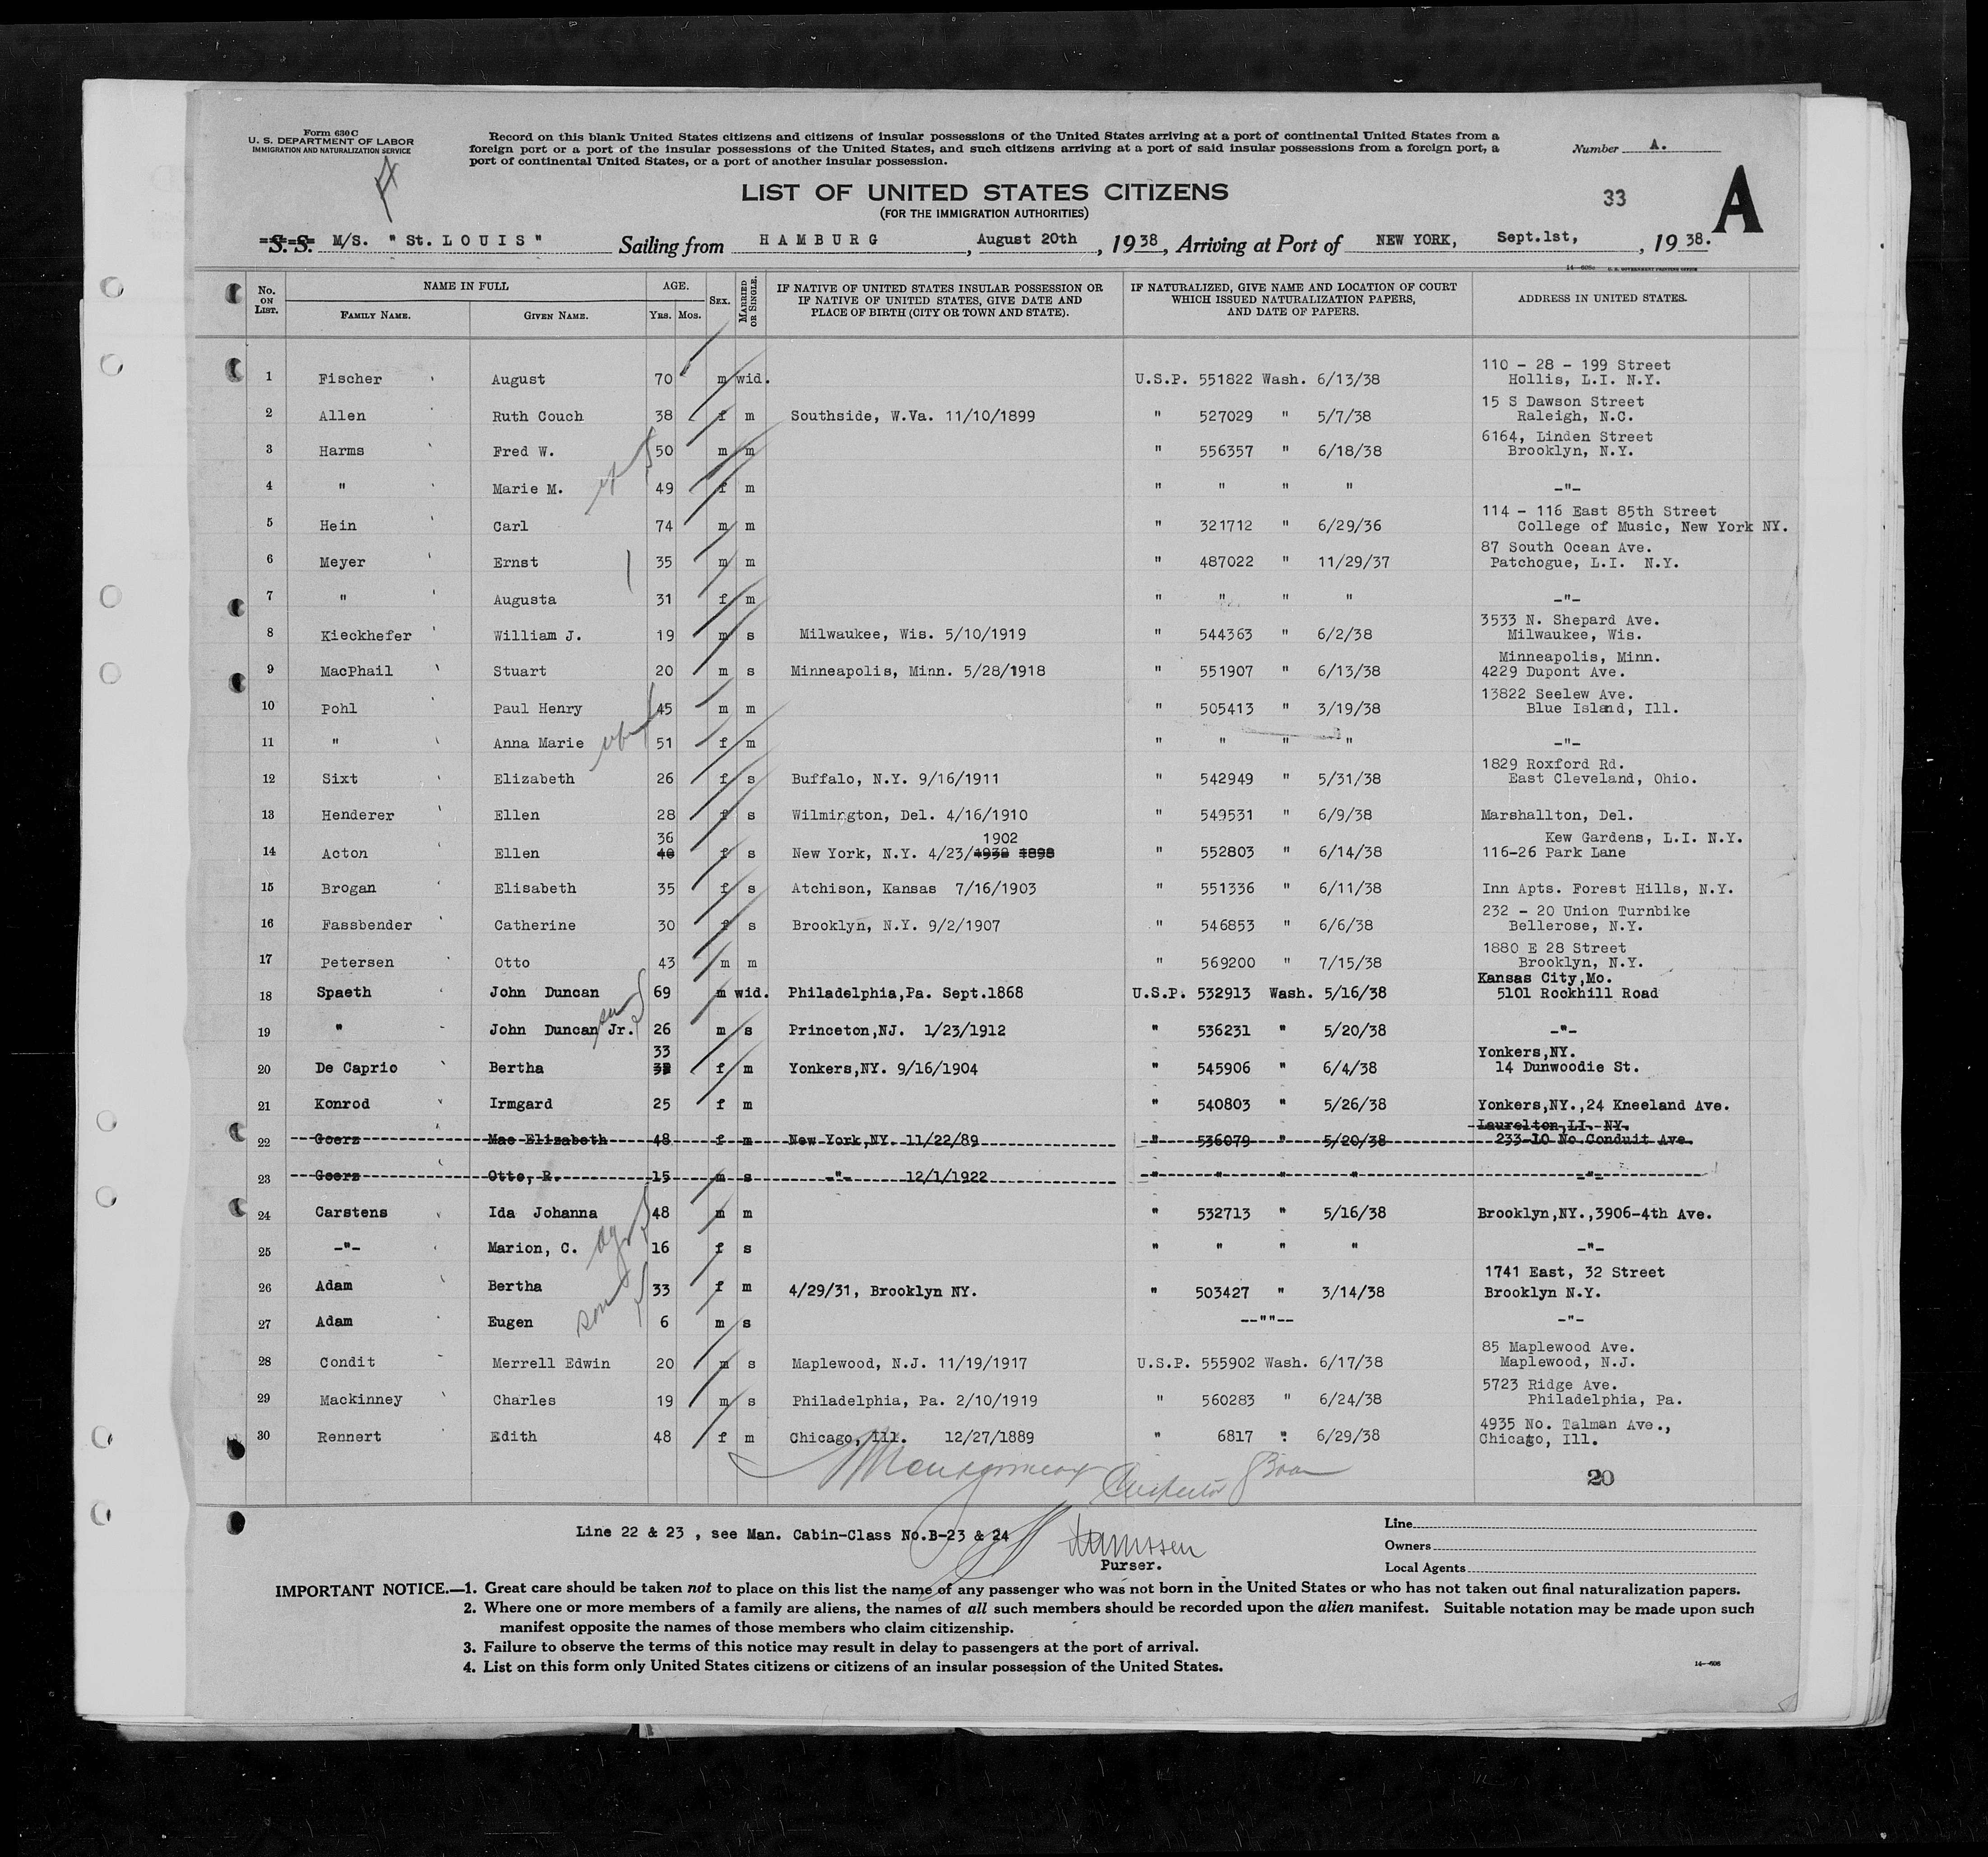 Form 630C
U. S. DEPARTMENT OF LABOR
IMMIGRATION AND NATURALIZATION SERVICE
Record on this blank United States citizens and citizens of insular possessions of the United States arriving at a port of continental United States from a
foreign port or a port of the insular possessions of the United States, and such citizens arriving at a port of said insular possessions from a foreign port, a
port of continental United States, or a port of another insular possession.
Number A.
LIST OF UNITED STATES CITIZENS
(FOR THE IMMIGRATION AUTHORITIES)
33
A
S. S. M/S. "St. LOUIS" Sailing from HAMBURG, August 20th, 1938, Arriving at Port of NEW YORK, Sept.1st, 1938.
No. ON LIST. NAME IN FULL FAMILY NAME. GIVEN NAME. AGE. YRS. MOS. SEX. MARRIED OR SINGLE. IF NATIVE OF UNITED STATES INSULAR POSSESSION OR IF NATIVE OF UNITED STATES, GIVE DATE AND PLACE OF BIRTH (CITY OR TOWN AND STATE). IF NATURALIZED, GIVE NAME AND LOCATION OF COURT WHICH ISSUED NATURALIZATION PAPERS, AND DATE OF PAPERS. ADDRESS IN UNITED STATES.
1 Fischer August 70 m wid. U.S.P. 551822 Wash. 6/13/38 110 - 28 - 199 Street Hollis, L.I. N.Y.
2 Allen Ruth Couch 38 f m Southside, W.Va. 11/10/1899 " 527029 " 5/7/38 15 S Dawson Street Raleigh, N.C.
3 Harms Fred W. 50 m m " 556357 " 6/18/38 6164, Linden Street Brooklyn, N.Y.
4 " Marie M. 49 f m " " " " -"-
5 Hein Carl 74 m m " 321712 " 6/29/36 114 - 116 East 85th Street College of Music, New York NY.
6 Meyer Ernst 35 m m " 487022 " 11/29/37 87 South Ocean Ave. Patchogue, L.I. N.Y.
7 " Augusta 31 f m " " " " -"-
8 Kieckhefer William J. 19 m s Milwaukee, Wis. 5/10/1919 " 544363 " 6/2/38 3533 N. Shepard Ave. Milwaukee, Wis.
9 MacPhail Stuart 20 m s Minneapolis, Minn. 5/28/1918 " 551907 " 6/13/38 Minneapolis, Minn. 4229 Dupont Ave.
10 Pohl Paul Henry 45 m m " 505413 " 3/19/38 13822 Seelew Ave. Blue Island, Ill.
11 " Anna Marie 51 f m " " " " -"-
12 Sixt Elizabeth 26 f s Buffalo, N.Y. 9/16/1911 " 542949 " 5/31/38 1829 Roxford Rd. East Cleveland, Ohio.
13 Henderer Ellen 28 f s Wilmington, Del. 4/16/1910 " 549531 " 6/9/38 Marshallton, Del.
14 Acton Ellen 36 40 f s New York, N.Y. 4/23/1938 1898 1902 " 552803 " 6/14/38 Kew Gardens, L.I. N.Y. 116-26 Park Lane
15 Brogan Elisabeth 35 f s Atchison, Kansas 7/16/1903 " 551336 " 6/11/38 Inn Apts. Forest Hills, N.Y.
16 Fassbender Catherine 30 f s Brooklyn, N.Y. 9/2/1907 " 546853 " 6/6/38 232 - 20 Union Turnbike Bellerose, N.Y.
17 Petersen Otto 43 m m " 569200 " 7/15/38 1880 E 28 Street Brooklyn, N.Y.
18 Spaeth John Duncan 69 m wid. Philadelphia,Pa. Sept.1868 U.S.P. 532913 Wash. 5/16/38 Kansas City,Mo. 5101 Rockhill Road
19 " John Duncan Jr. 26 m s Princeton,NJ. 1/23/1912 " 536231 " 5/20/38 -"-
20 De Caprio Bertha 33 f m Yonkers,NY. 9/16/1904 " 545906 " 6/4/38 Yonkers,NY. 14 Dunwoodie St.
21 Konrod Irmgard 25 f m " 540803 " 5/26/38 Yonkers,NY.,24 Kneeland Ave.
22 Goerz Mae Elizabeth 48 f m New York,NY. 11/22/89 " 536079 " 5/20/38 Laurelton,LI. NY. 233-10 No Conduit Ave.
23 Goerz Otto, R. 15 m s -"- 12/1/1922 " " " " -"-
24 Carstens Ida Johanna 48 m m " 532713 " 5/16/38 Brooklyn,NY.,3906-4th Ave.
25 -"- Marion, C. 16 f s " " " " -"-
26 Adam Bertha 33 f m 4/29/31, Brooklyn NY. " 503427 " 3/14/38 1741 East, 32 Street Brooklyn N.Y.
27 Adam Eugen 6 m s --""-- -"-
28 Condit Merrell Edwin 20 m s Maplewood, N.J. 11/19/1917 U.S.P. 555902 Wash. 6/17/38 85 Maplewood Ave. Maplewood, N.J.
29 Mackinney Charles 19 m s Philadelphia, Pa. 2/10/1919 " 560283 " 6/24/38 5723 Ridge Ave. Philadelphia, Pa.
30 Rennert Edith 48 f m Chicago, Ill. 12/27/1889 " 6817 " 6/29/38 4935 No. Talman Ave., Chicago, Ill.
Montgomery Inspector
20
Line 22 & 23 , see Man. Cabin-Class No.B-23 & 24
Purser.
Line
Owners
Local Agents
IMPORTANT NOTICE.—1. Great care should be taken not to place on this list the name of any passenger who was not born in the United States or who has not taken out final naturalization papers.
2. Where one or more members of a family are aliens, the names of all such members should be recorded upon the alien manifest. Suitable notation may be made upon such
manifest opposite the names of those members who claim citizenship.
3. Failure to observe the terms of this notice may result in delay to passengers at the port of arrival.
4. List on this form only United States citizens or citizens of an insular possession of the United States.